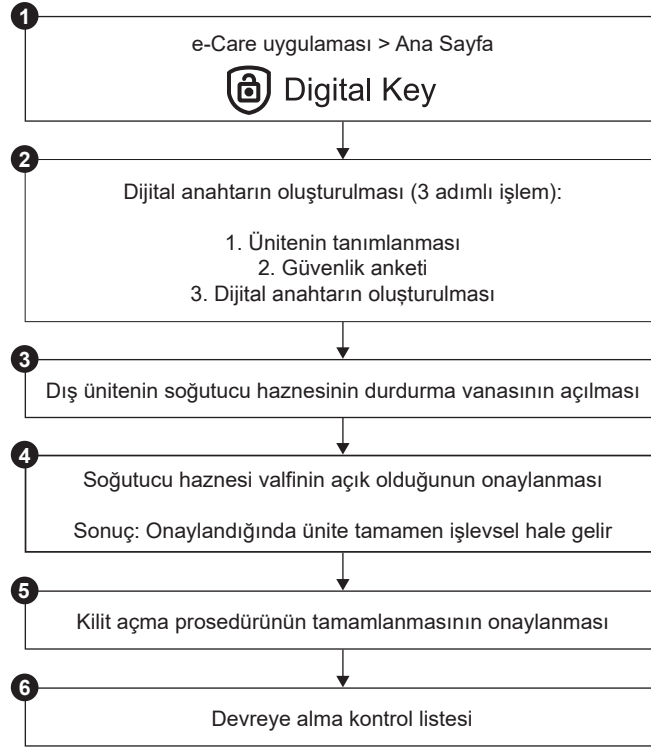 1
e-Care uygulaması > Ana Sayfa
Digital Key
2
Dijital anahtarın oluşturulması (3 adımlı işlem):
1. Ünitenin tanımlanması
2. Güvenlik anketi
3. Dijital anahtarın oluşturulması
3
Dış ünitenin soğutucu haznesinin durdurma vanasının açılması
4
Soğutucu haznesi valfinin açık olduğunun onaylanması
Sonuç: Onaylandığında ünite tamamen işlevsel hale gelir
5
Kilit açma prosedürünün tamamlanmasının onaylanması
6
Devreye alma kontrol listesi